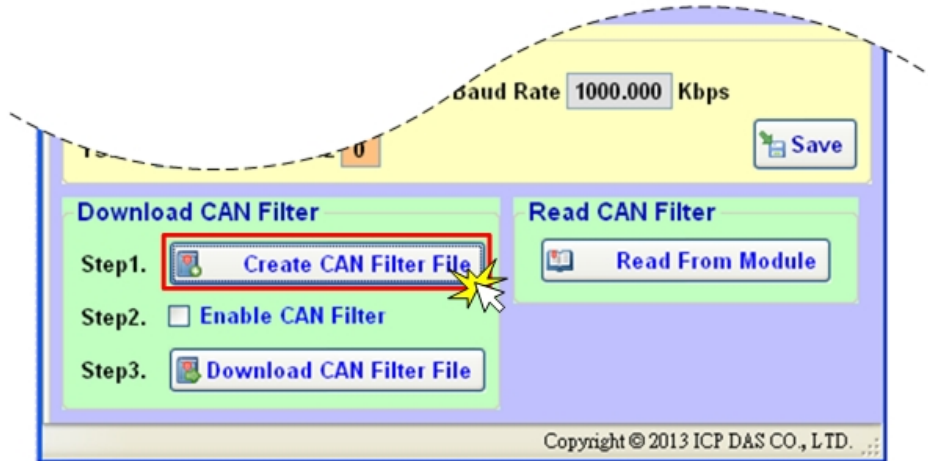 Baud Rate 1000.000 Kbps
0
Save
Download CAN Filter
Step1. Create CAN Filter File
Step2. Enable CAN Filter
Step3. Download CAN Filter File
Read CAN Filter
Read From Module
Copyright © 2013 ICP DAS CO., LTD.